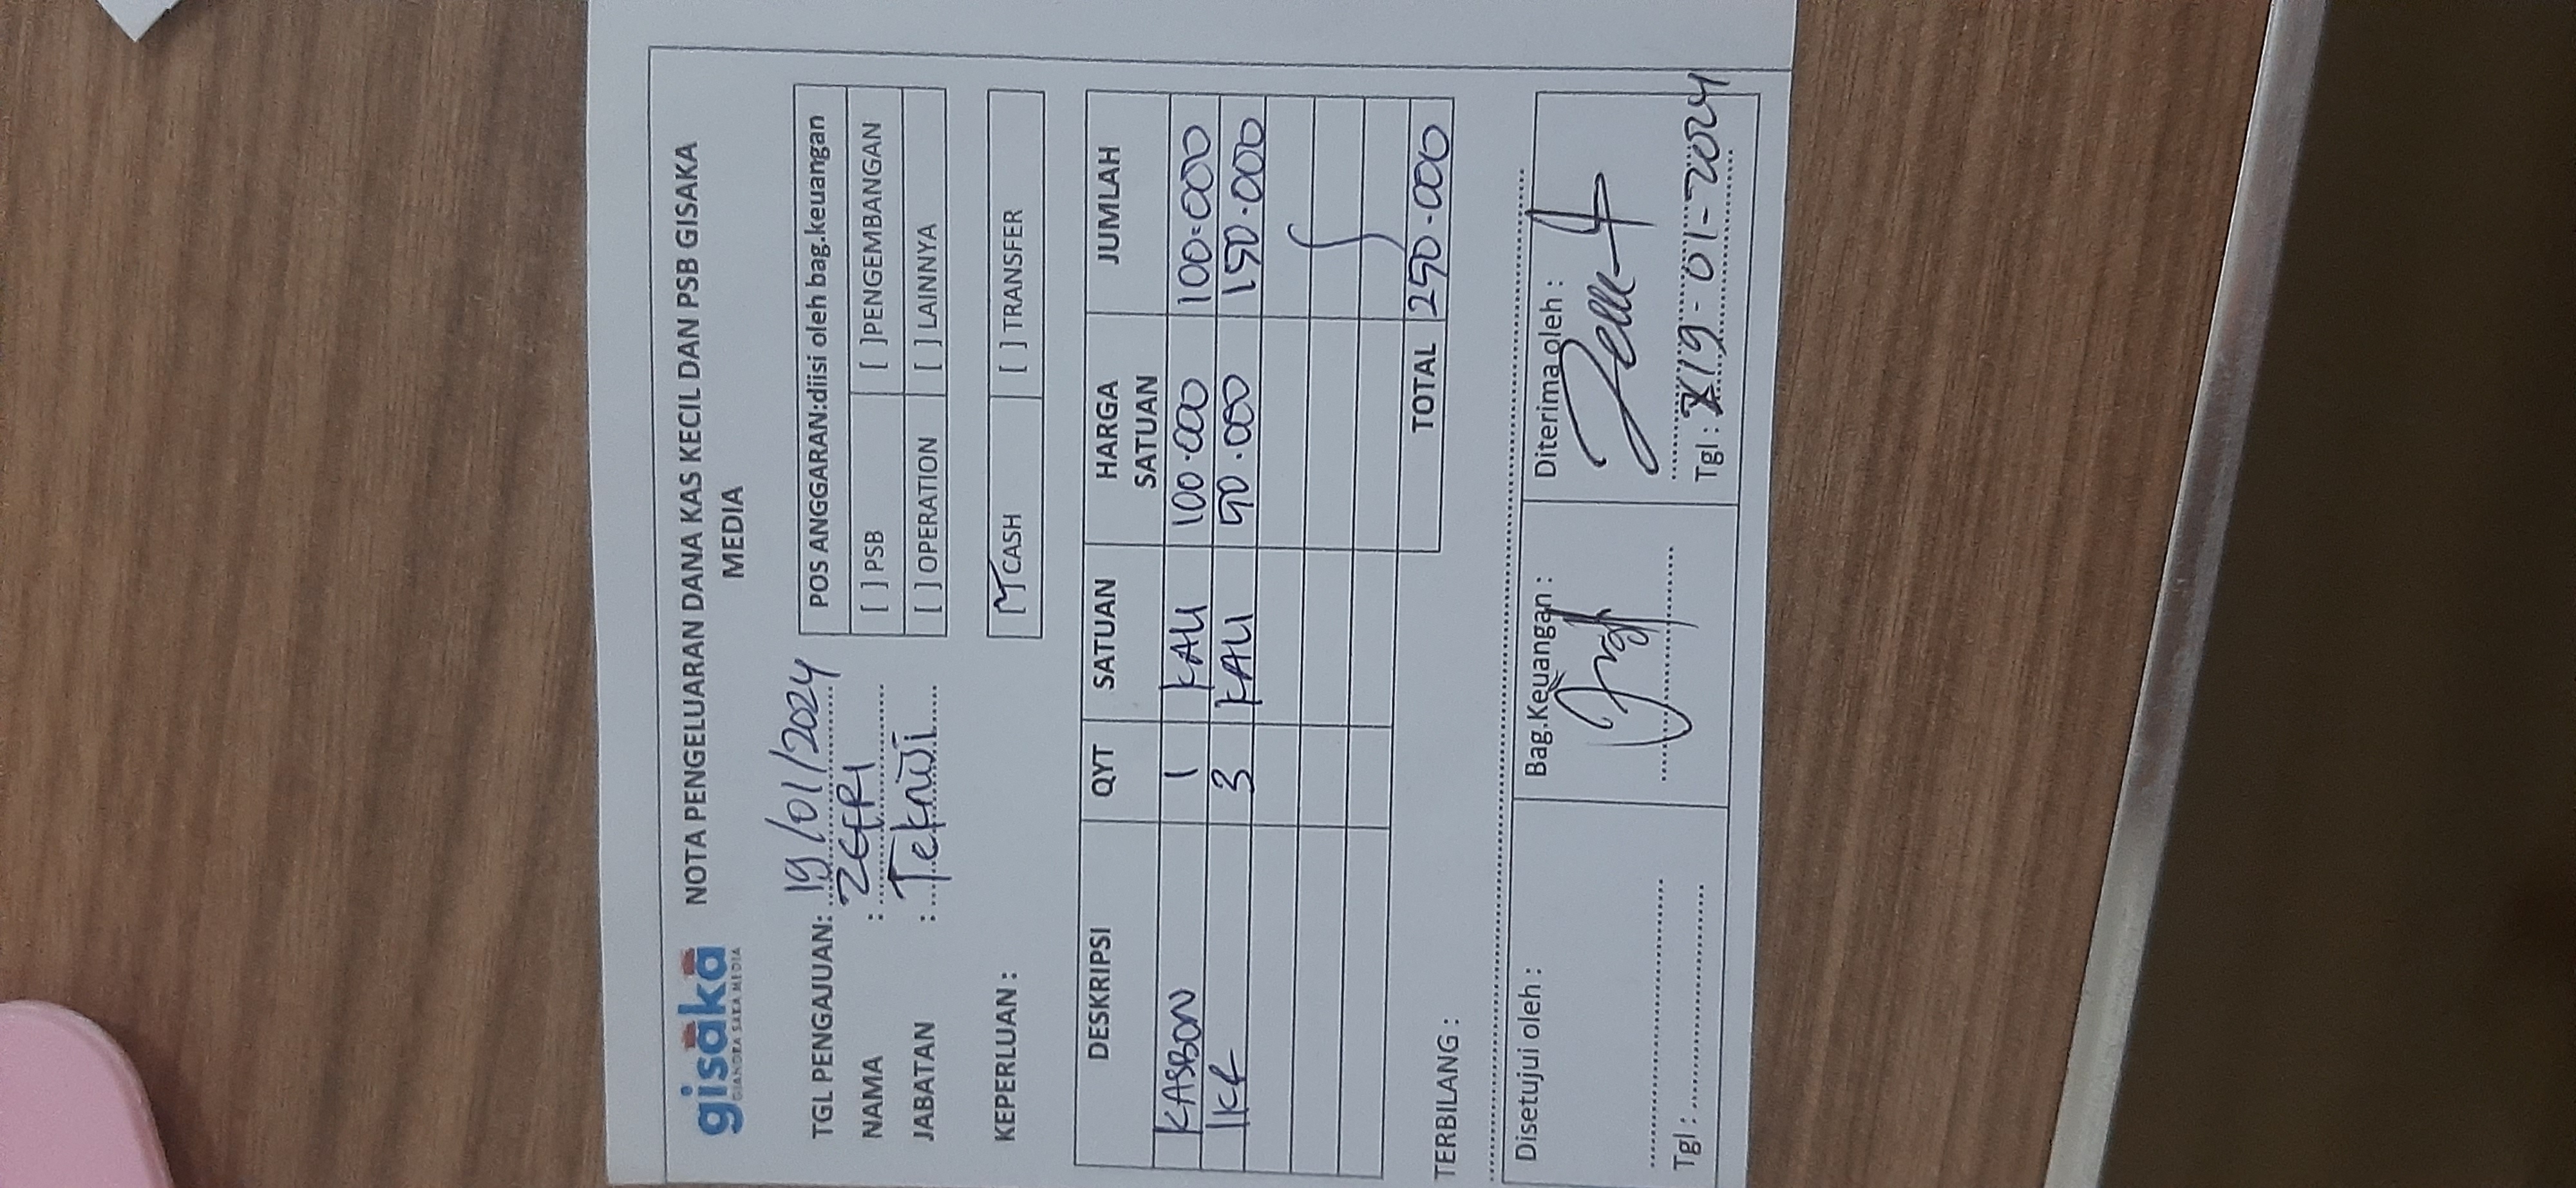 gisaka
GIANDRA SAKA MEDIA
NOTA PENGELUARAN DANA KAS KECIL DAN PSB GISAKA
MEDIA
TGL PENGAJUAN: 19/01/2024
NAMA : ZEFRI
JABATAN : Teknisi
POS ANGGARAN:diisi oleh bag.keuangan
[ ] PSB [ ]PENGEMBANGAN
[ ] OPERATION [ ] LAINNYA
KEPERLUAN :
[✓] CASH [ ] TRANSFER
DESKRIPSI QYT SATUAN HARGA SATUAN JUMLAH
KASBON 1 KALI 100.000 100.000
IKR 3 KALI 50.000 150.000
TOTAL 250.000
TERBILANG :
Disetujui oleh : Bag.Keuangan : Diterima oleh :
Tgl : Tgl : 19-01-2024